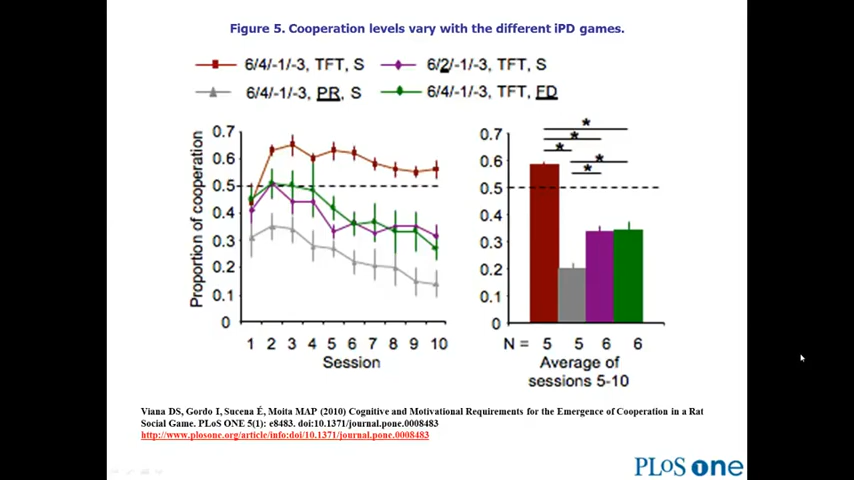 Figure 5. Cooperation levels vary with the different iPD games.
6/4/-1/-3, TFT, S
6/2/-1/-3, TFT, S
6/4/-1/-3, PR, S
6/4/-1/-3, TFT, FD
Proportion of cooperation
0.7
0.6
0.5
0.4
0.3
0.2
0.1
0
1 2 3 4 5 6 7 8 9 10
Session
0.7
0.6
0.5
0.4
0.3
0.2
0.1
0
* * * * *
N = 5 5 6 6
Average of
sessions 5-10
Viana DS, Gordo I, Sucena É, Moita MAP (2010) Cognitive and Motivational Requirements for the Emergence of Cooperation in a Rat
Social Game. PLoS ONE 5(1): e8483. doi:10.1371/journal.pone.0008483
http://www.plosone.org/article/info:doi/10.1371/journal.pone.0008483
PLoS one